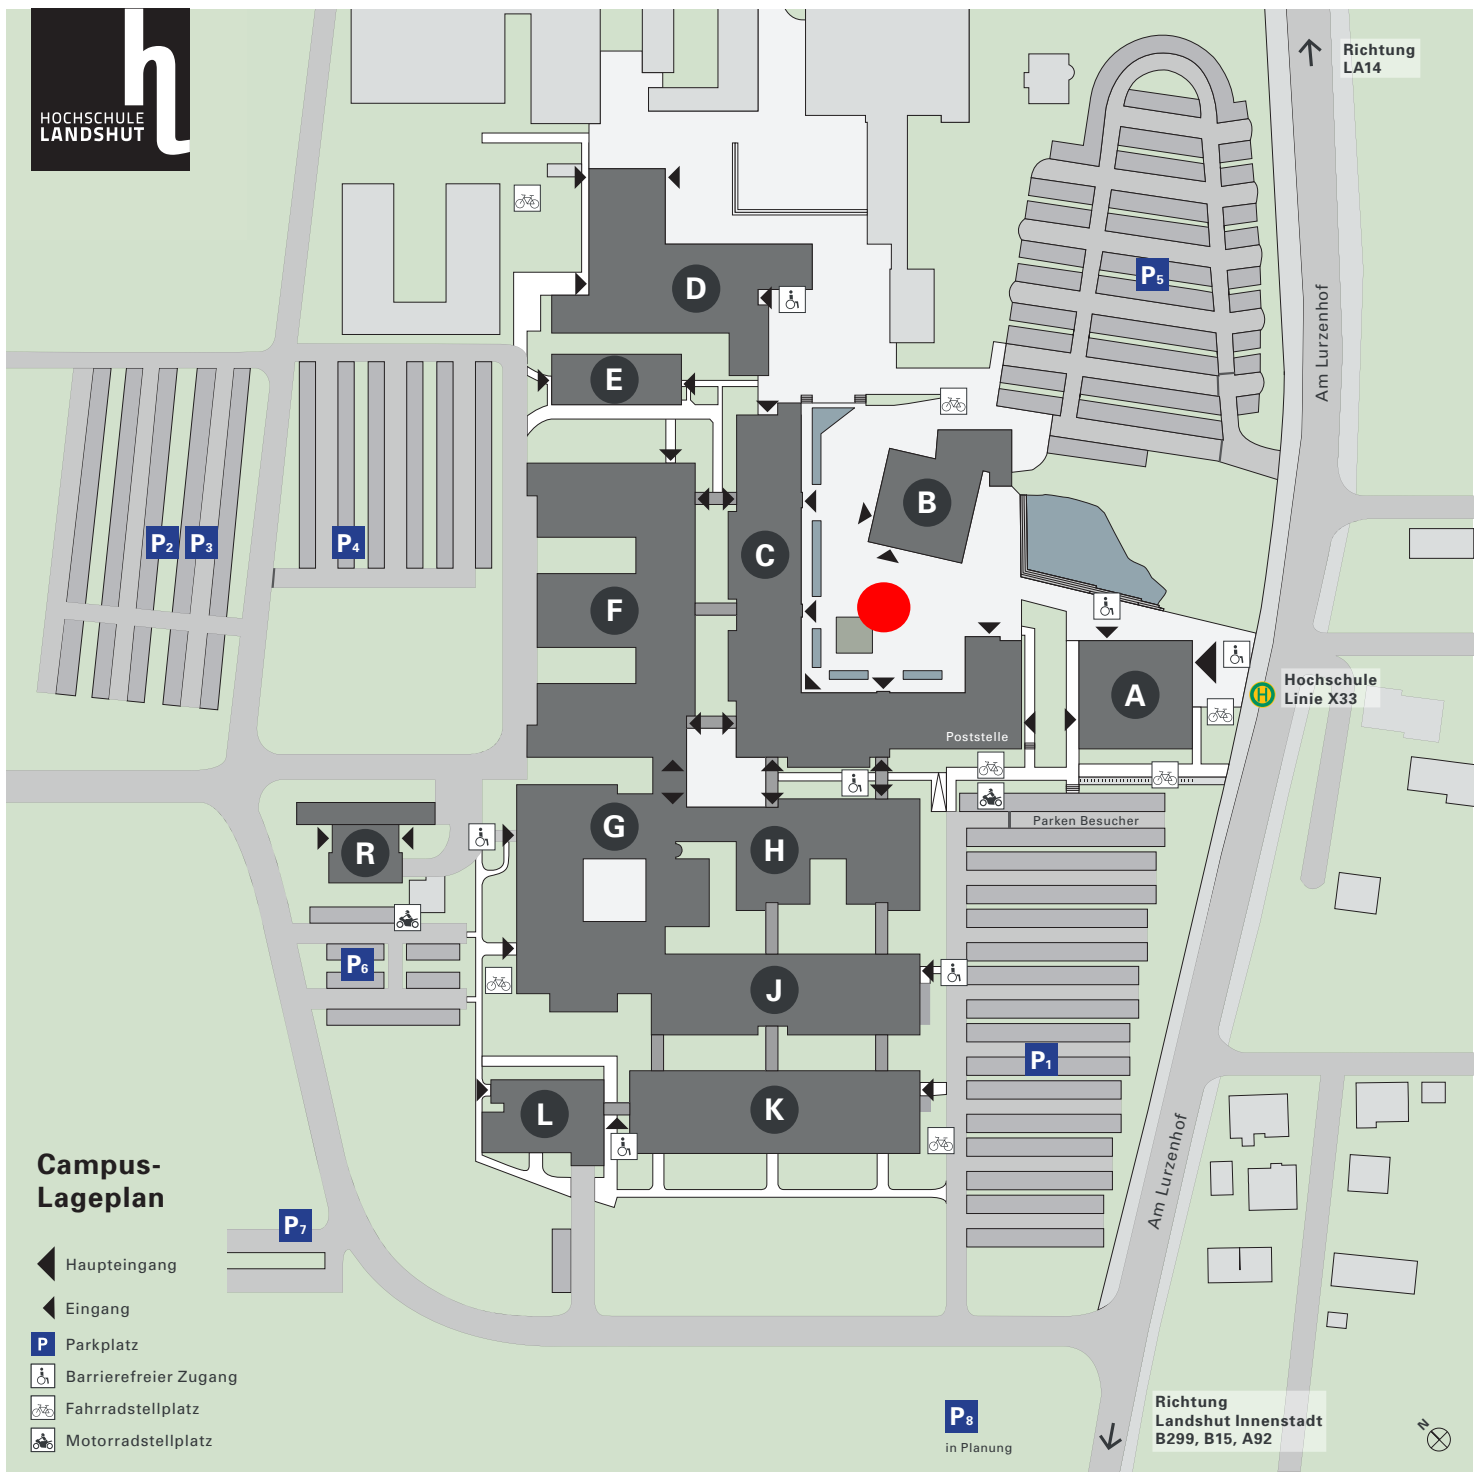 HOCHSCHULE
LANDSHUT
Richtung
LA14
D
P5
Am Lurzenhof
E
B
P2
P3
P4
C
F
A
Hochschule
Linie X33
H
Poststelle
Parken Besucher
G
R
H
P6
J
P1
L
K
Am Lurzenhof
Campus-
Lageplan
P7
Haupteingang
Eingang
P Parkplatz
Barrierefreier Zugang
Fahrradstellplatz
Motorradstellplatz
P8
in Planung
Richtung
Landshut Innenstadt
B299, B15, A92
N